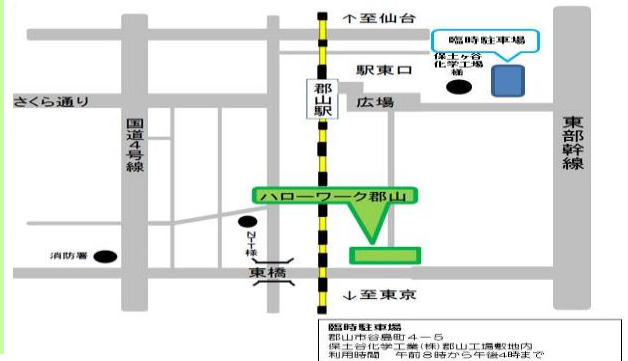 ↑至仙台
臨時駐車場
保土ヶ谷
化学工場
様
駅東口
広場
郡山駅
さくら通り
国道4号線
東部幹線
ハローワーク郡山
NTT様
消防署
東橋
↓至東京
臨時駐車場
郡山市谷島町4-5
保土谷化学工業(株)郡山工場敷地内
利用時間 午前8時から午後4時まで